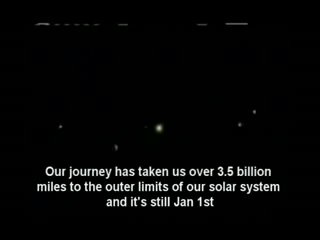 Our journey has taken us over 3.5 billion
miles to the outer limits of our solar system
and it's still Jan 1st